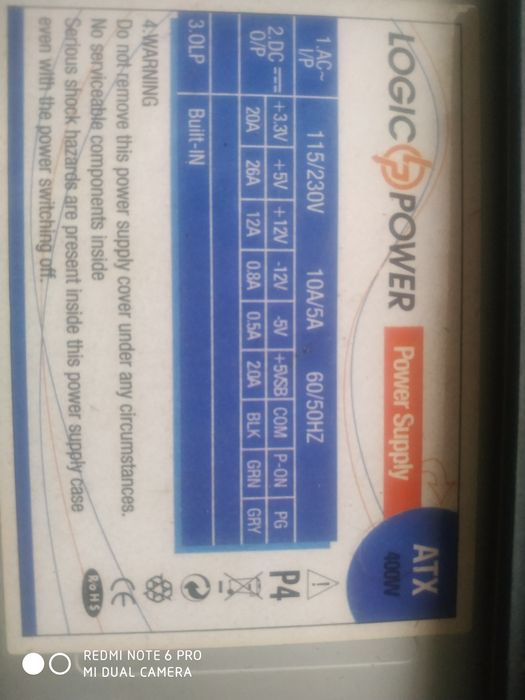 LOGIC POWER Power Supply ATX 400W
1.AC~ I/P 115/230V 10A/5A 60/50HZ
2.DC O/P +3.3V +5V +12V -12V -5V +5VSB COM P-ON PG
20A 26A 12A 0.8A 0.5A 2.0A BLK GRN GRY
3.OLP Built-IN
P4
4.WARNING
Do not remove this power supply cover under any circumstances.
No serviceable components inside
Serious shock hazards are present inside this power supply case
even with the power switching off.
CE
RoHS
REDMI NOTE 6 PRO
MI DUAL CAMERA